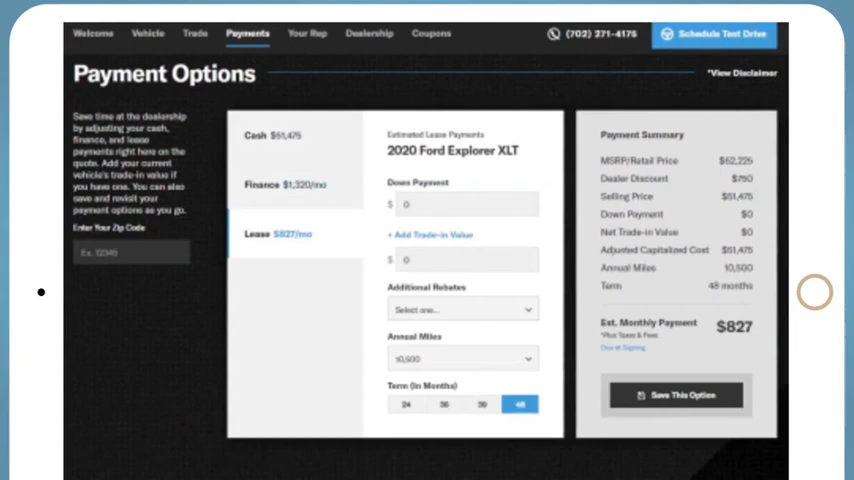 Welcome Vehicle Trade Payments Your Rep Dealership Coupons (702) 271-4175 Schedule Test Drive
Payment Options
*View Disclaimer
Save time at the dealership
by adjusting your cash,
finance, and lease
payments right here on the
quote. Add your current
vehicle's trade-in value if
you have one. You can also
save and revisit your
payment options as you go.
Enter Your Zip Code
Ex. 12345
Cash $51,475
Finance $1,320/mo
Lease $827/mo
Estimated Lease Payments
2020 Ford Explorer XLT
Down Payment
$ 0
+ Add Trade-in Value
$ 0
Additional Rebates
Select one...
Annual Miles
10,500
Term (In Months)
24 36 39 48
Payment Summary
MSRP/Retail Price $52,225
Dealer Discount $750
Selling Price $51,475
Down Payment $0
Net Trade-in Value $0
Adjusted Capitalized Cost $51,475
Annual Miles 10,500
Term 48 months
Est. Monthly Payment $827
*Plus Taxes & Fees
Due at Signing
Save This Option